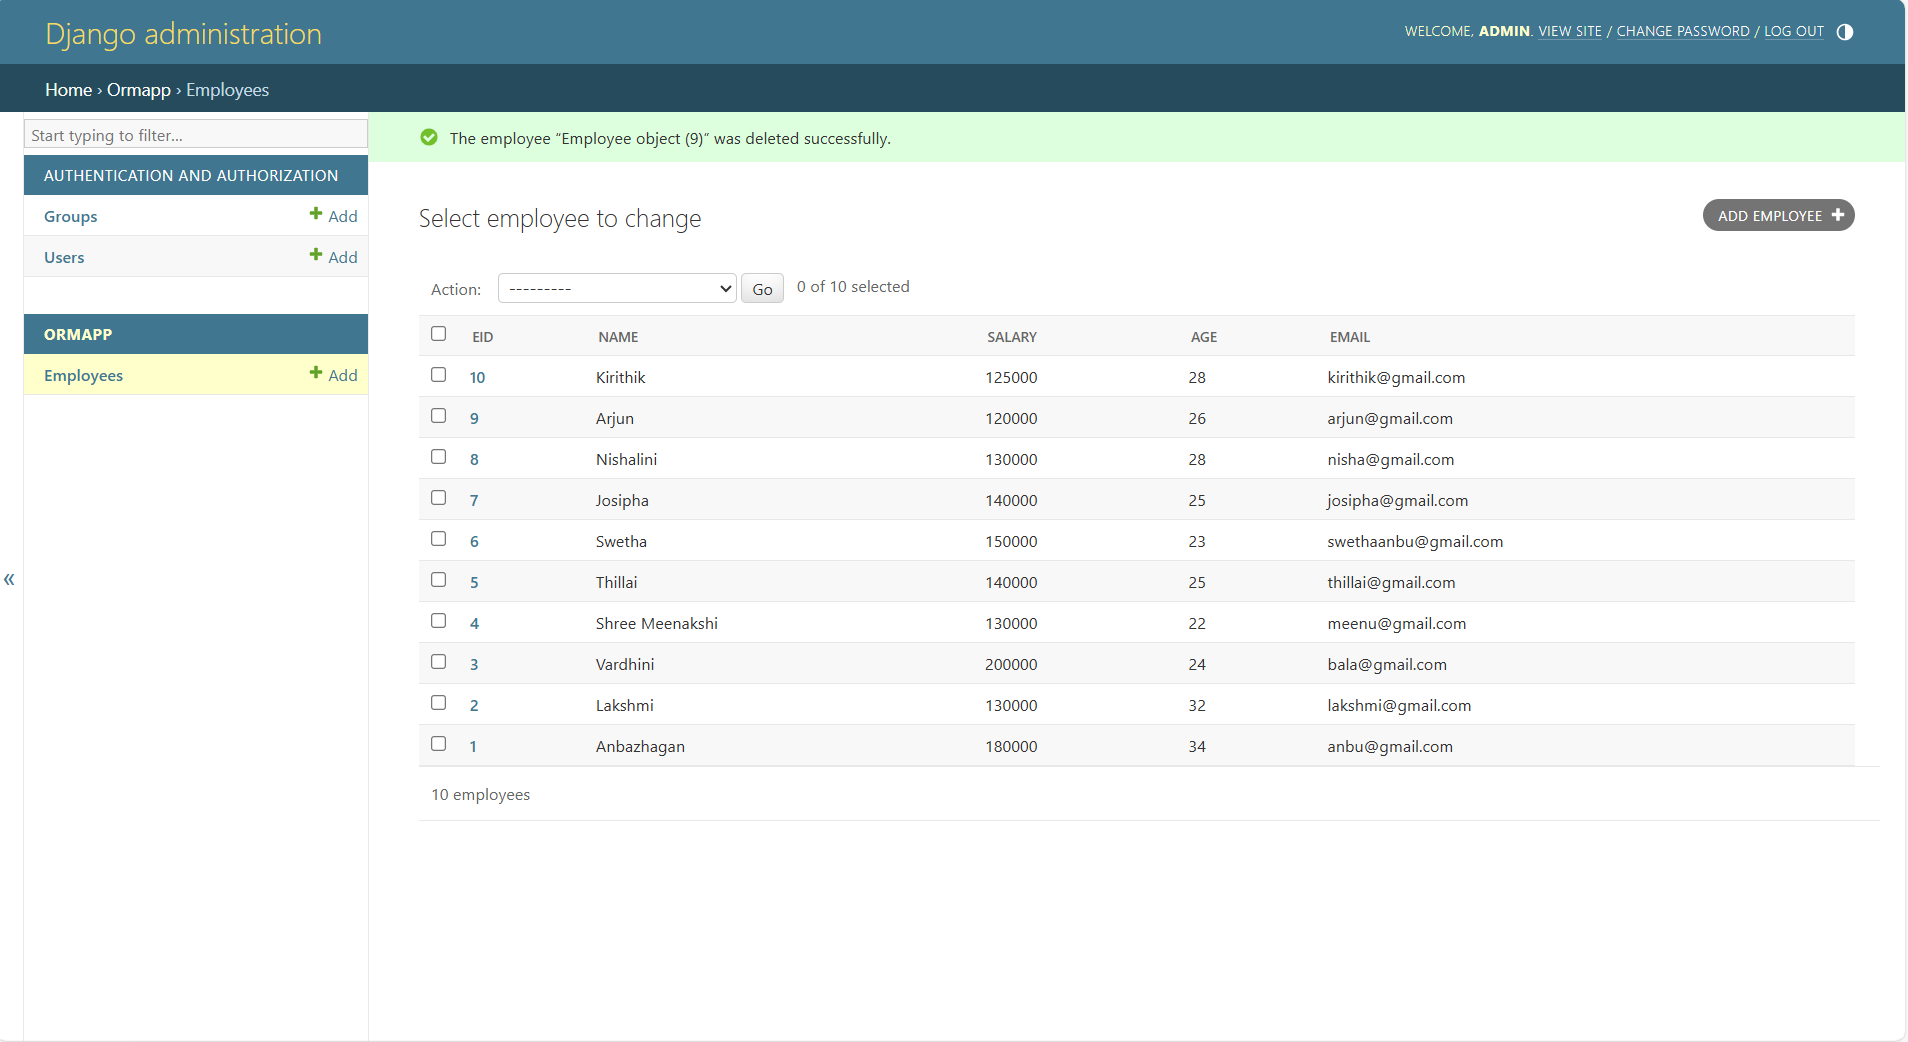 Django administration
WELCOME, ADMIN. VIEW SITE / CHANGE PASSWORD / LOG OUT
Home › Ormapp › Employees
Start typing to filter...
AUTHENTICATION AND AUTHORIZATION
Groups + Add
Users + Add
ORMAPP
Employees + Add
«
The employee “Employee object (9)” was deleted successfully.
Select employee to change
ADD EMPLOYEE +
Action: --------- Go 0 of 10 selected
EID NAME SALARY AGE EMAIL
10 Kirithik 125000 28 kirithik@gmail.com
9 Arjun 120000 26 arjun@gmail.com
8 Nishalini 130000 28 nisha@gmail.com
7 Josipha 140000 25 josipha@gmail.com
6 Swetha 150000 23 swethaanbu@gmail.com
5 Thillai 140000 25 thillai@gmail.com
4 Shree Meenakshi 130000 22 meenu@gmail.com
3 Vardhini 200000 24 bala@gmail.com
2 Lakshmi 130000 32 lakshmi@gmail.com
1 Anbazhagan 180000 34 anbu@gmail.com
10 employees